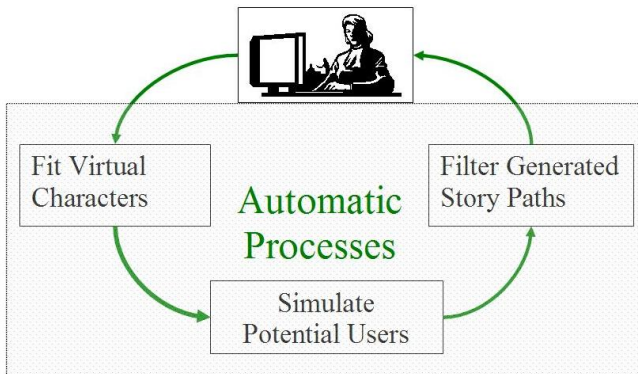 Fit Virtual
Characters
Filter Generated
Story Paths
Automatic
Processes
Simulate
Potential Users